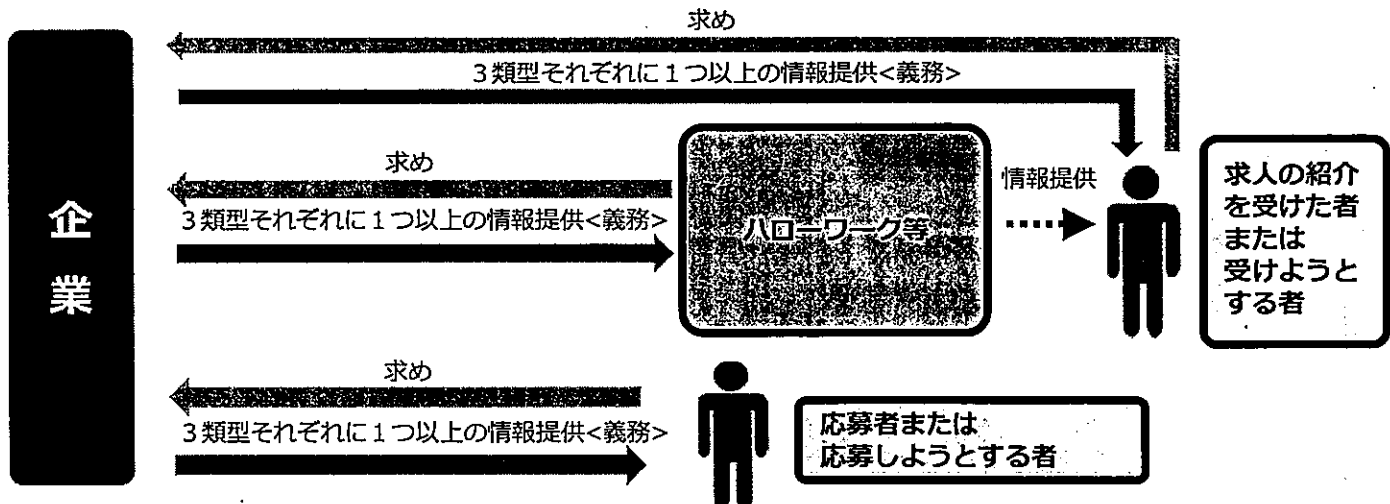 求め
3類型それぞれに1つ以上の情報提供<義務>
企業
求め
3類型それぞれに1つ以上の情報提供<義務>
ハローワーク等
情報提供
求人の紹介
を受けた者
または
受けようと
する者
求め
3類型それぞれに1つ以上の情報提供<義務>
応募者または
応募しようとする者